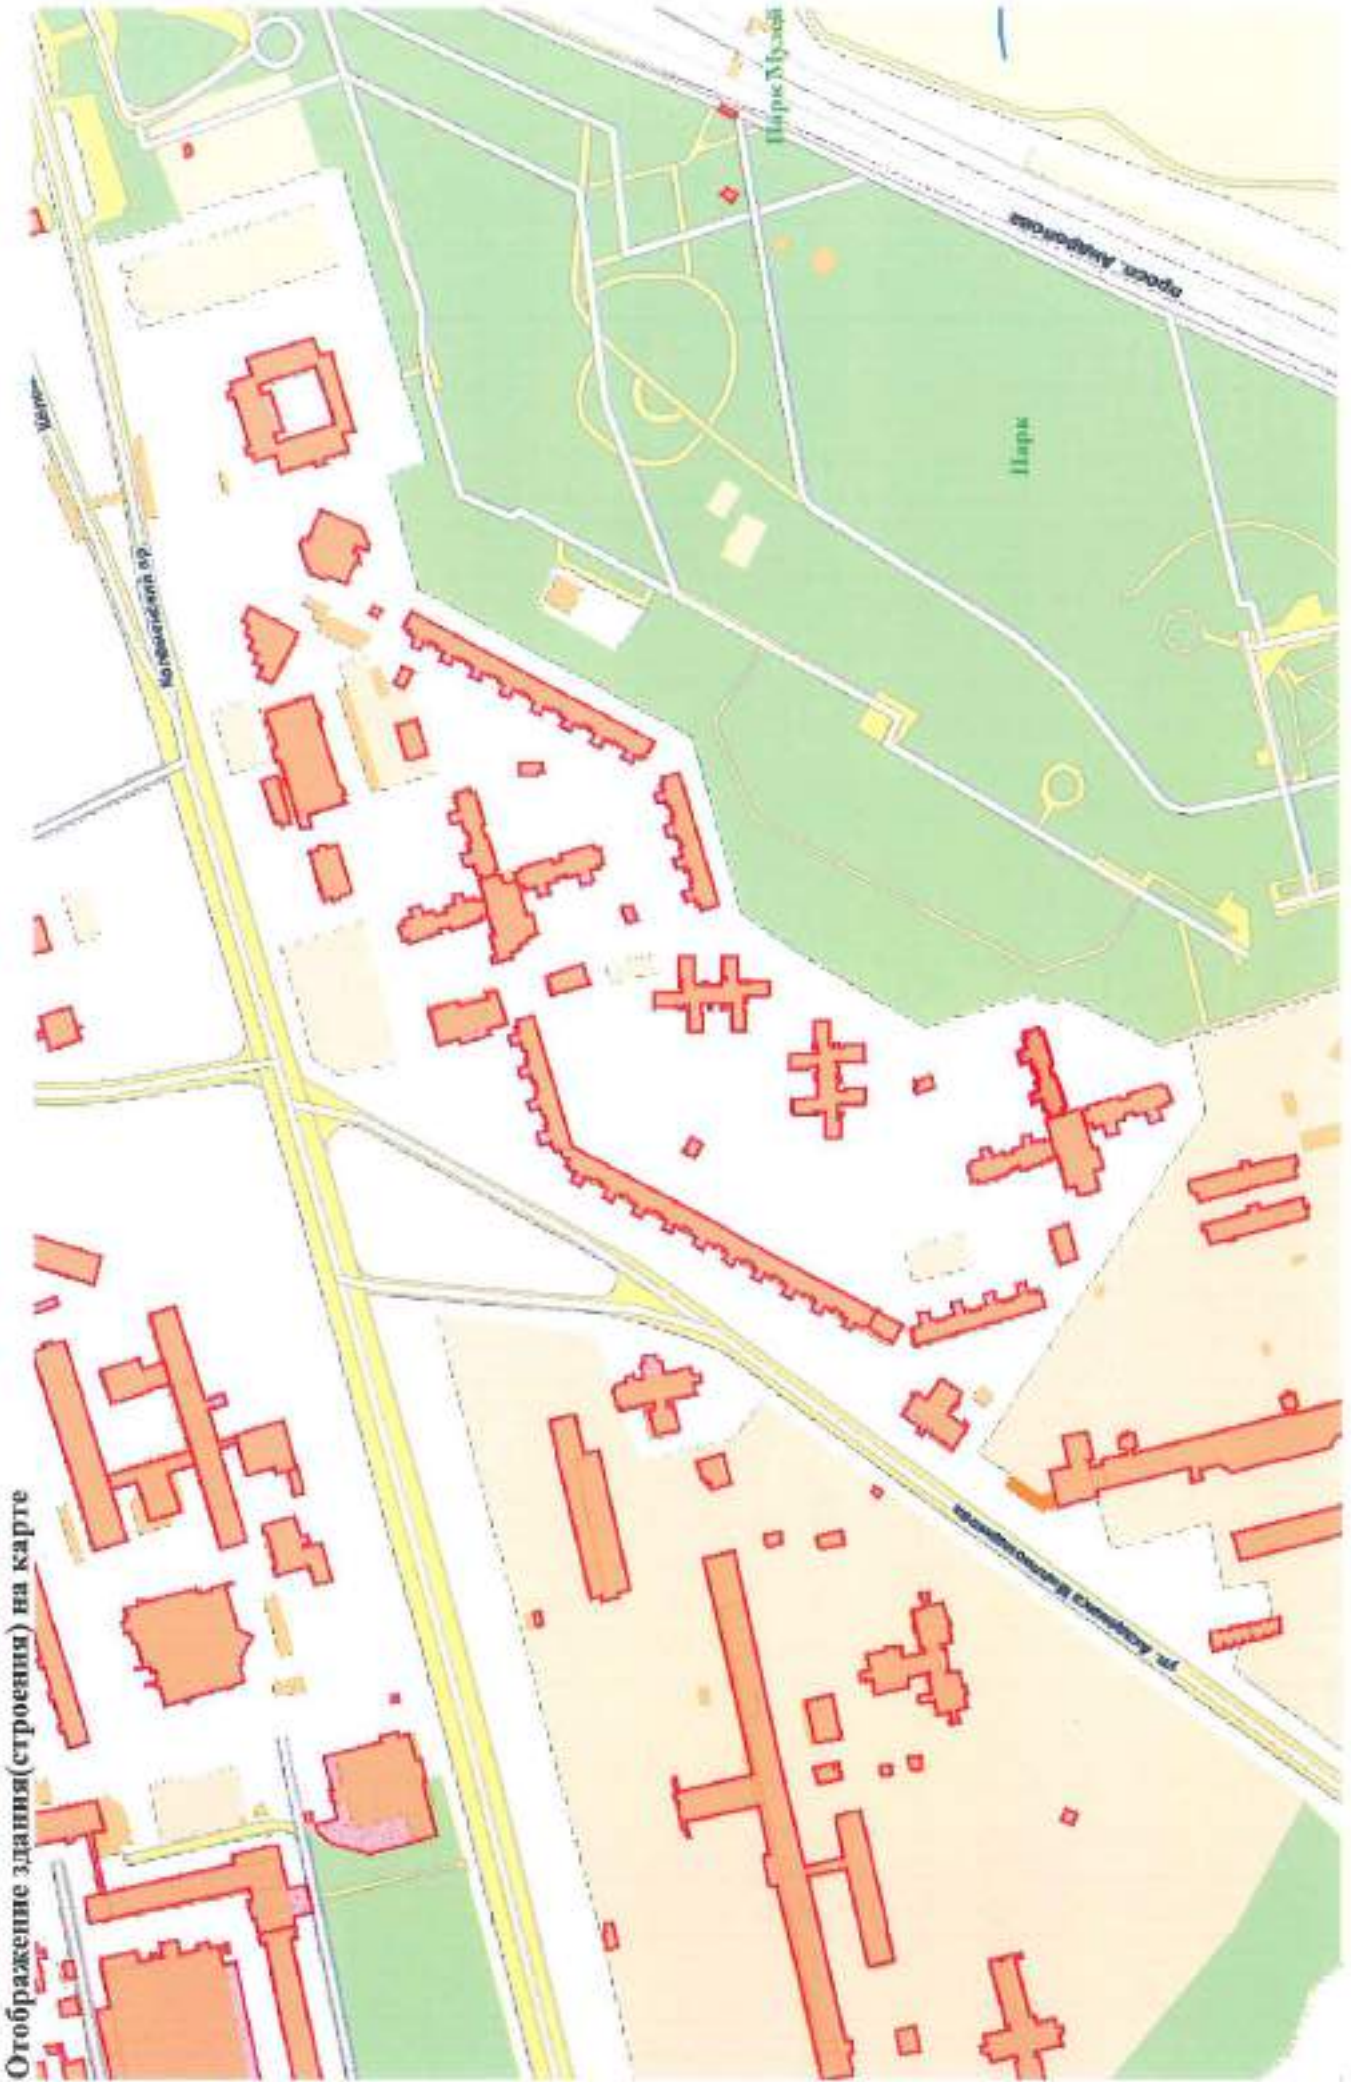 Отображение здания(строения) на карте
Коломенский пр.
Парк Музей
просп. Андропова
Парк
ул. Академика Миллионщикова